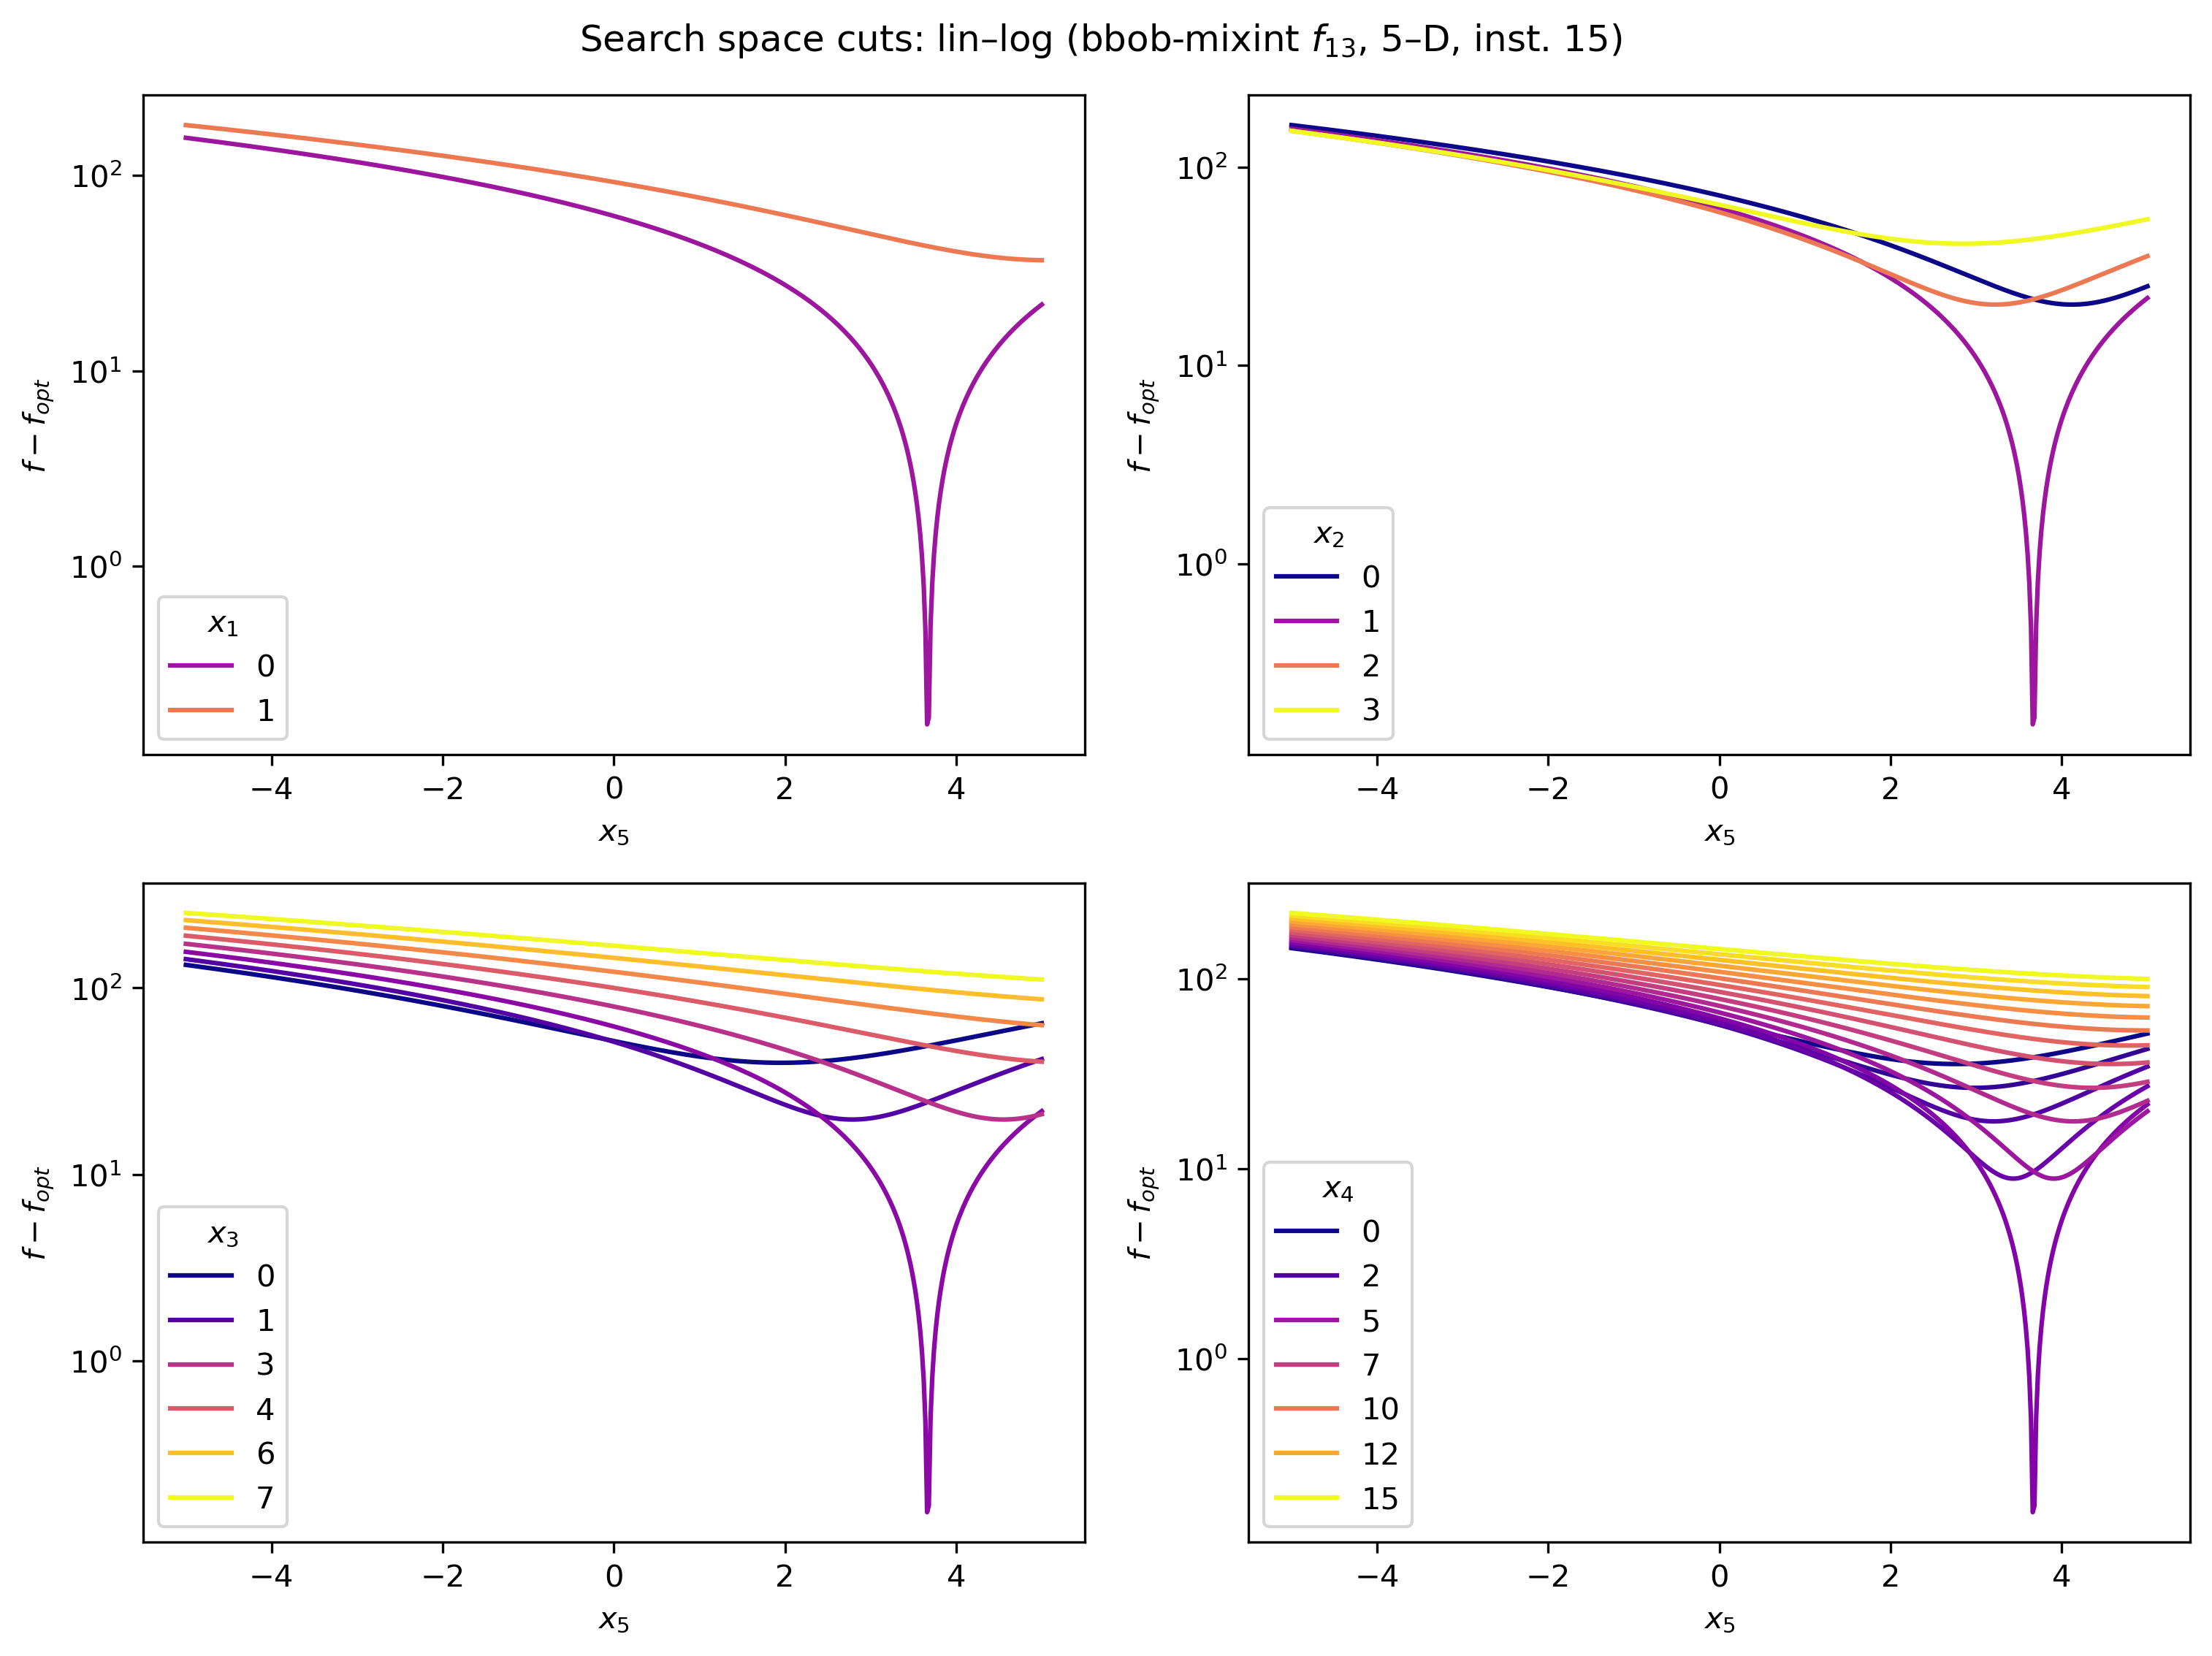 Search space cuts: lin–log (bbob-mixint f13, 5–D, inst. 15)
10^2
10^1
10^0
f − fopt
x1
0
1
−4 −2 0 2 4
x5
10^2
10^1
10^0
f − fopt
x2
0
1
2
3
−4 −2 0 2 4
x5
10^2
10^1
10^0
f − fopt
x3
0
1
3
4
6
7
−4 −2 0 2 4
x5
10^2
10^1
10^0
f − fopt
x4
0
2
5
7
10
12
15
−4 −2 0 2 4
x5